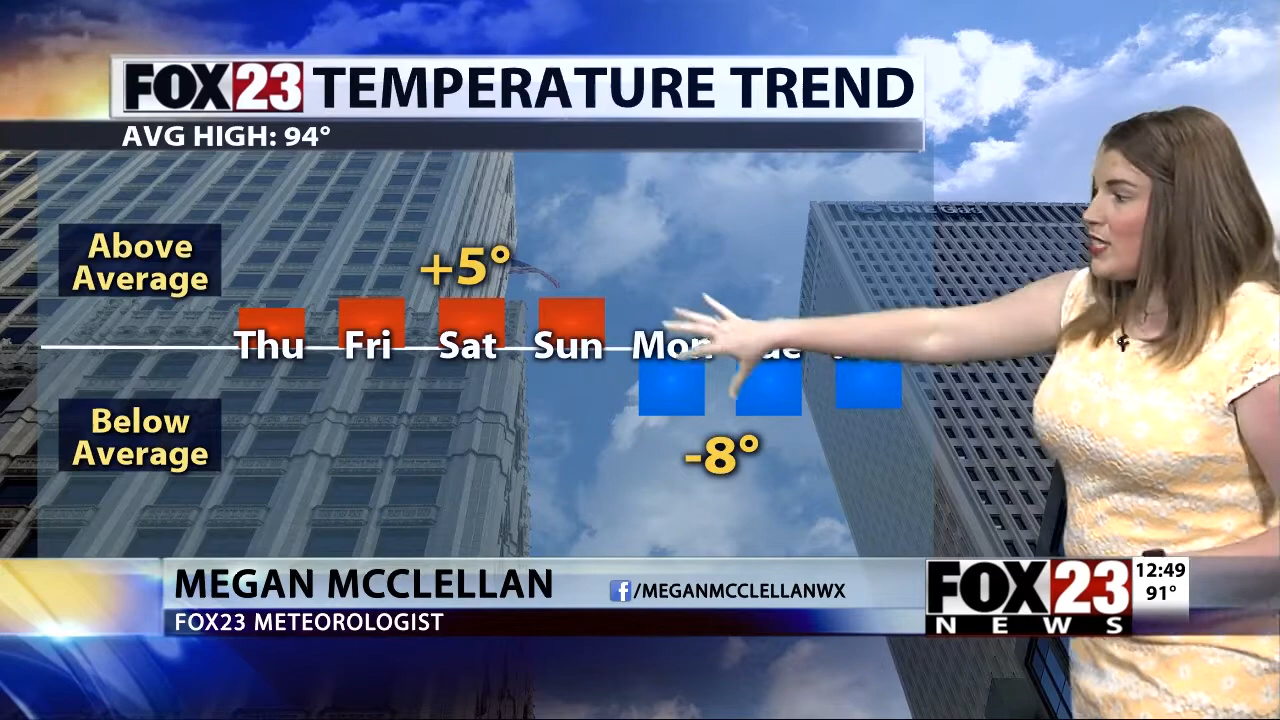 FOX23 TEMPERATURE TREND
AVG HIGH: 94°
Above
Average
+5°
Thu Fri Sat Sun Mon
Below
Average
-8°
MEGAN MCCLELLAN
/MEGANMCCLELLANWX
FOX23 METEOROLOGIST
FOX23
NEWS
12:49
91°